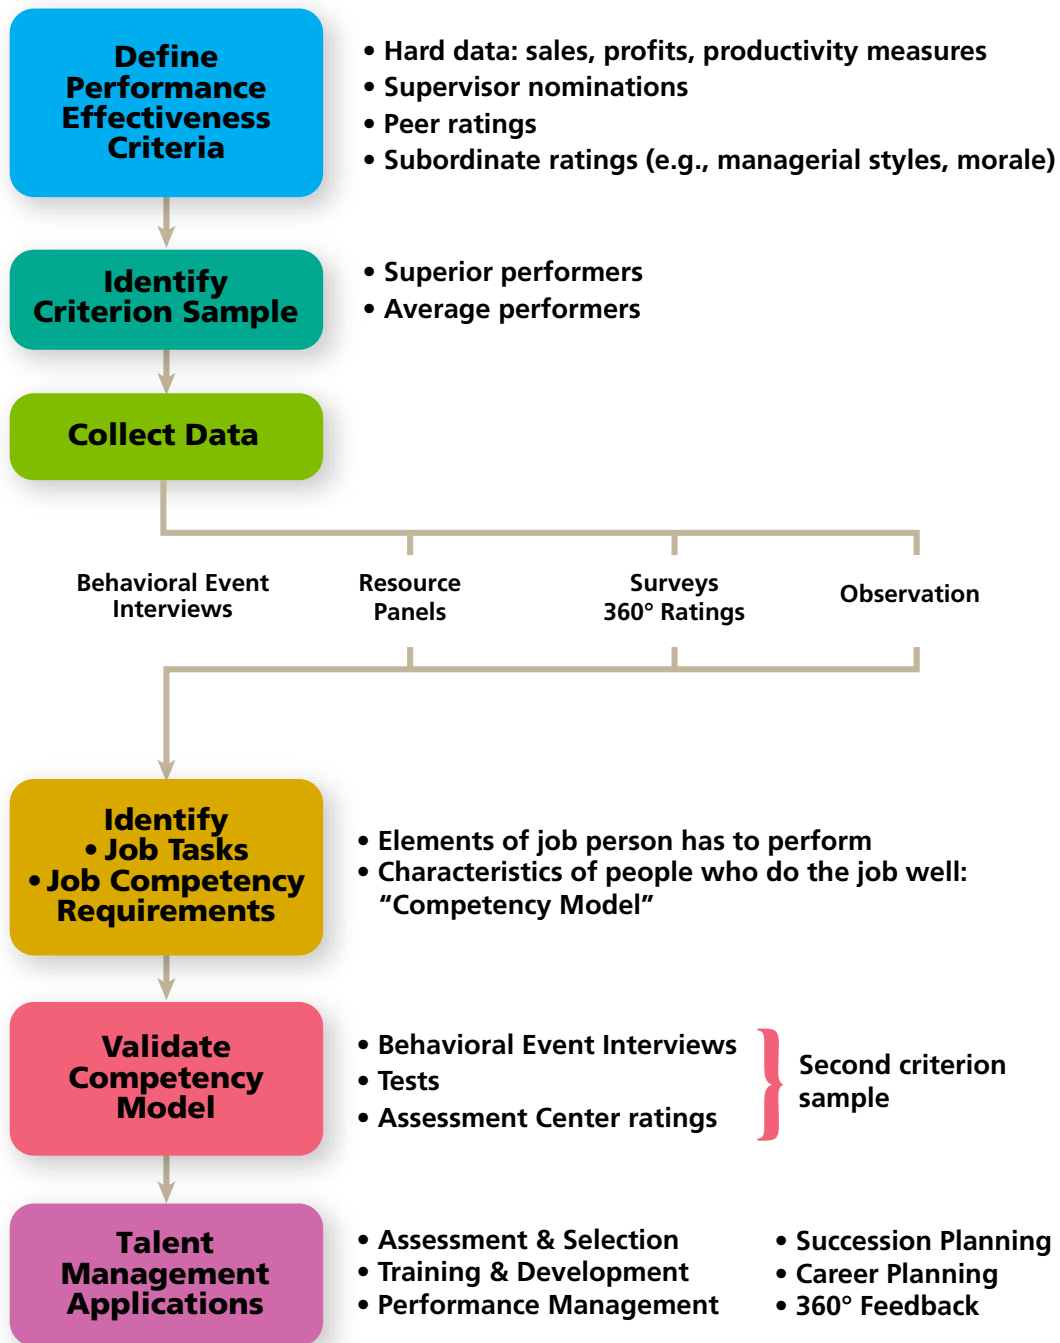 Define
Performance
Effectiveness
Criteria
• Hard data: sales, profits, productivity measures
• Supervisor nominations
• Peer ratings
• Subordinate ratings (e.g., managerial styles, morale)
Identify
Criterion Sample
• Superior performers
• Average performers
Collect Data
Behavioral Event
Interviews
Resource
Panels
Surveys
360° Ratings
Observation
Identify
• Job Tasks
• Job Competency
Requirements
• Elements of job person has to perform
• Characteristics of people who do the job well:
"Competency Model"
Validate
Competency
Model
• Behavioral Event Interviews
• Tests
• Assessment Center ratings
Second criterion
sample
Talent
Management
Applications
• Assessment & Selection
• Training & Development
• Performance Management
• Succession Planning
• Career Planning
• 360° Feedback